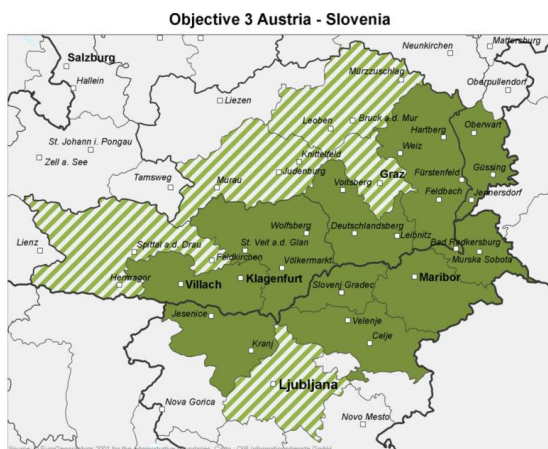 Objective 3 Austria - Slovenia
Salzburg
Hallein
Neunkirchen
Mattersburg
Oberpullendorf
Mürzzuschlag
Liezen
Leoben
Bruck a.d. Mur
Hartberg
Oberwart
St. Johann i. Pongau
Zell a. See
Tamsweg
Knittelfeld
Judenburg
Murau
Weiz
Graz
Voitsberg
Fürstenfeld
Güssing
Feldbach
Jennersdorf
Lienz
Spittal a.d. Drau
Feldkirchen
St. Veit a.d. Glan
Wolfsberg
Deutschlandsberg
Leibnitz
Bad Radkersburg
Murska Sobota
Völkermarkt
Hermagor
Villach
Klagenfurt
Slovenj Gradec
Maribor
Jesenice
Velenje
Kranj
Celje
Ljubljana
Nova Gorica
Novo Mesto